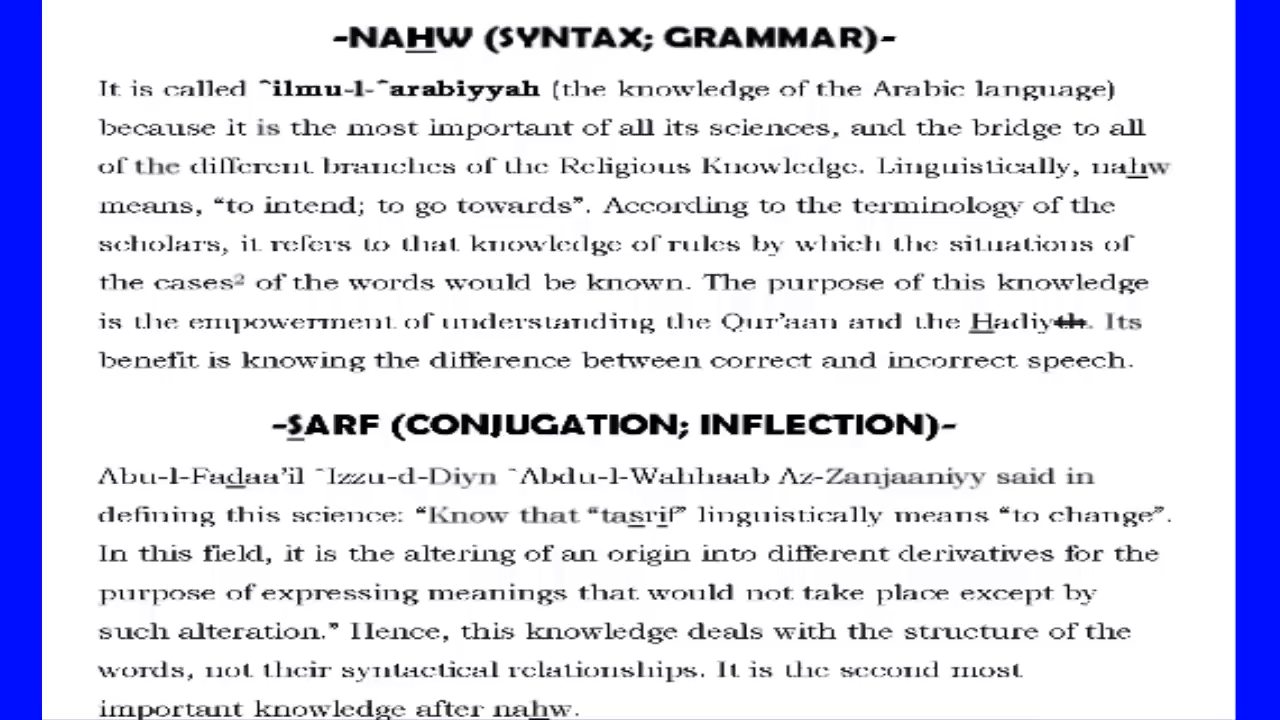 -NAHW (SYNTAX; GRAMMAR)-
It is called ^ilmu-l-^arabiyyah (the knowledge of the Arabic language)
because it is the most important of all its sciences, and the bridge to all
of the different branches of the Religious Knowledge. Linguistically, nahw
means, “to intend; to go towards”. According to the terminology of the
scholars, it refers to that knowledge of rules by which the situations of
the cases² of the words would be known. The purpose of this knowledge
is the empowerment of understanding the Qur’aan and the Hadiyth. Its
benefit is knowing the difference between correct and incorrect speech.
-SARF (CONJUGATION; INFLECTION)-
Abu-l-Fadaa’il ^Izzu-d-Diyn ^Abdu-l-Wahhaab Az-Zanjaaniyy said in
defining this science: “Know that “tasrif” linguistically means “to change”.
In this field, it is the altering of an origin into different derivatives for the
purpose of expressing meanings that would not take place except by
such alteration.” Hence, this knowledge deals with the structure of the
words, not their syntactical relationships. It is the second most
important knowledge after nahw.